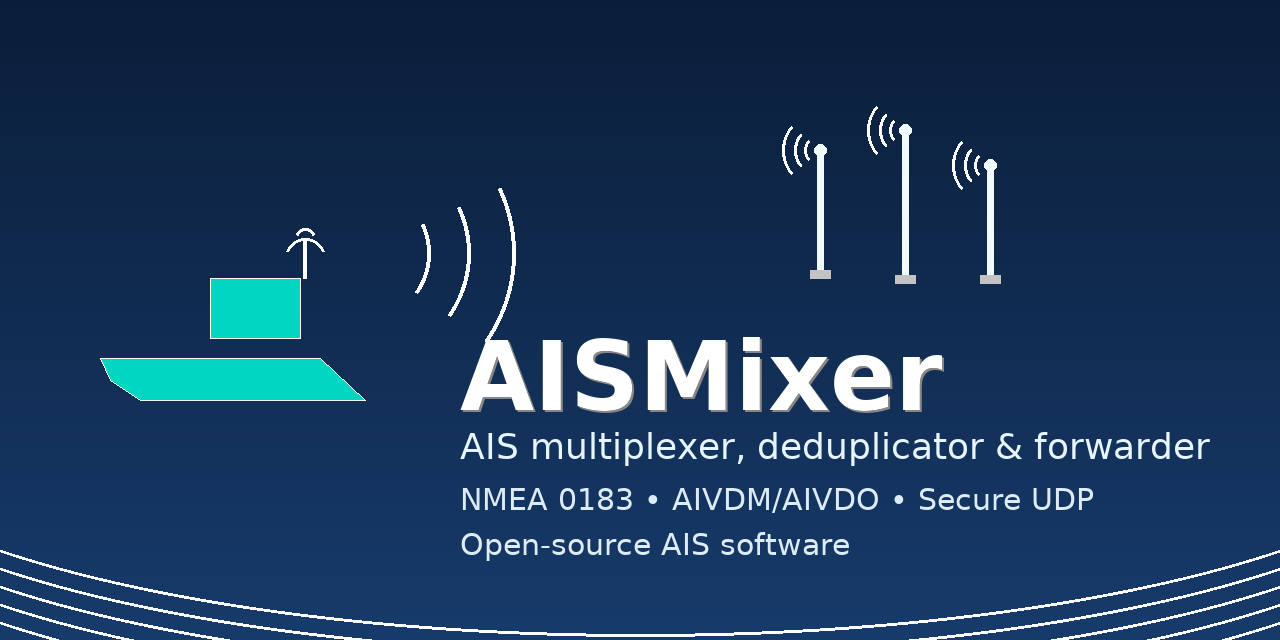 AISMixer
AIS multiplexer, deduplicator & forwarder
NMEA 0183 • AIVDM/AIVDO • Secure UDP
Open-source AIS software